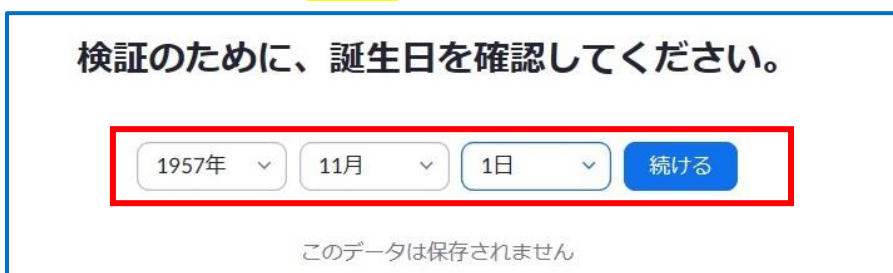 検証のために、誕生日を確認してください。
1957年 11月 1日 続ける
このデータは保存されません